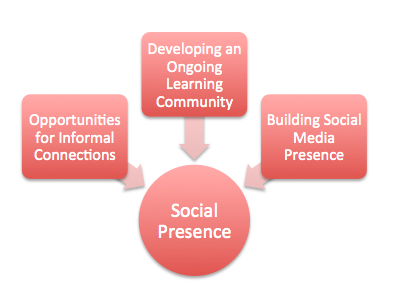 Developing an
Ongoing
Learning
Community
Opportunities
for Informal
Connections
Building Social
Media
Presence
Social
Presence